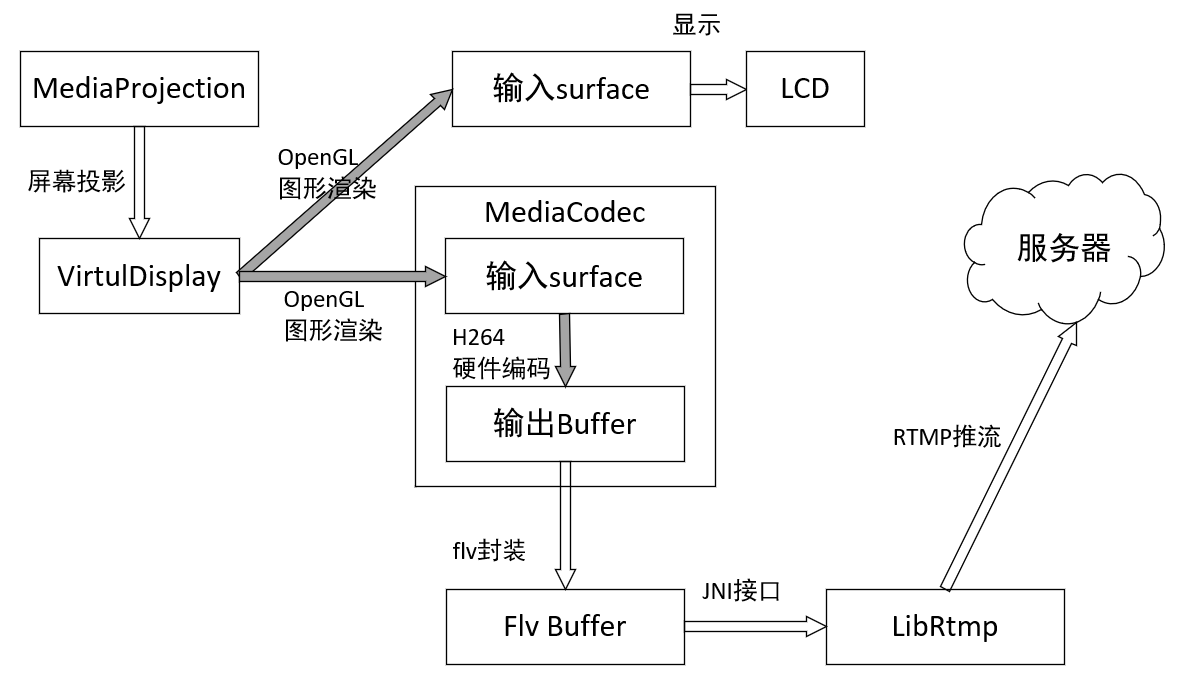 显示
MediaProjection
输入surface
LCD
OpenGL
图形渲染
屏幕投影
MediaCodec
VirtulDisplay
输入surface
服务器
OpenGL
图形渲染
H264
硬件编码
输出Buffer
RTMP推流
flv封装
JNI接口
Flv Buffer
LibRtmp